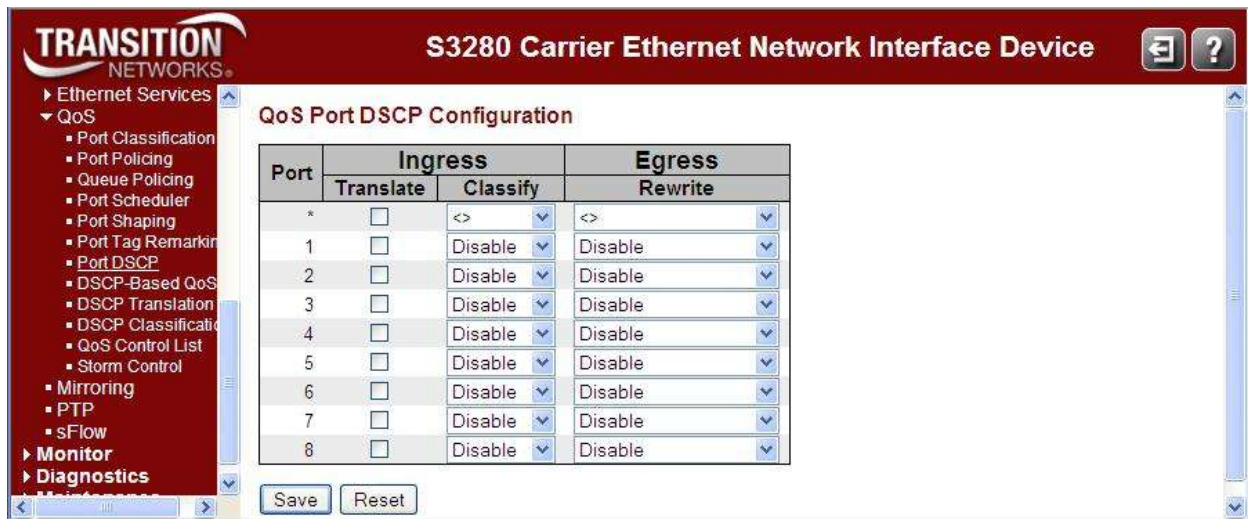 TRANSITION
NETWORKS®
S3280 Carrier Ethernet Network Interface Device
?
Ethernet Services
QoS
Port Classification
Port Policing
Queue Policing
Port Scheduler
Port Shaping
Port Tag Remarkin
Port DSCP
DSCP-Based QoS
DSCP Translation
DSCP Classificatio
QoS Control List
Storm Control
Mirroring
PTP
sFlow
Monitor
Diagnostics
QoS Port DSCP Configuration
Port Ingress Egress
Translate Classify Rewrite
* <> <>
1 Disable Disable
2 Disable Disable
3 Disable Disable
4 Disable Disable
5 Disable Disable
6 Disable Disable
7 Disable Disable
8 Disable Disable
Save Reset